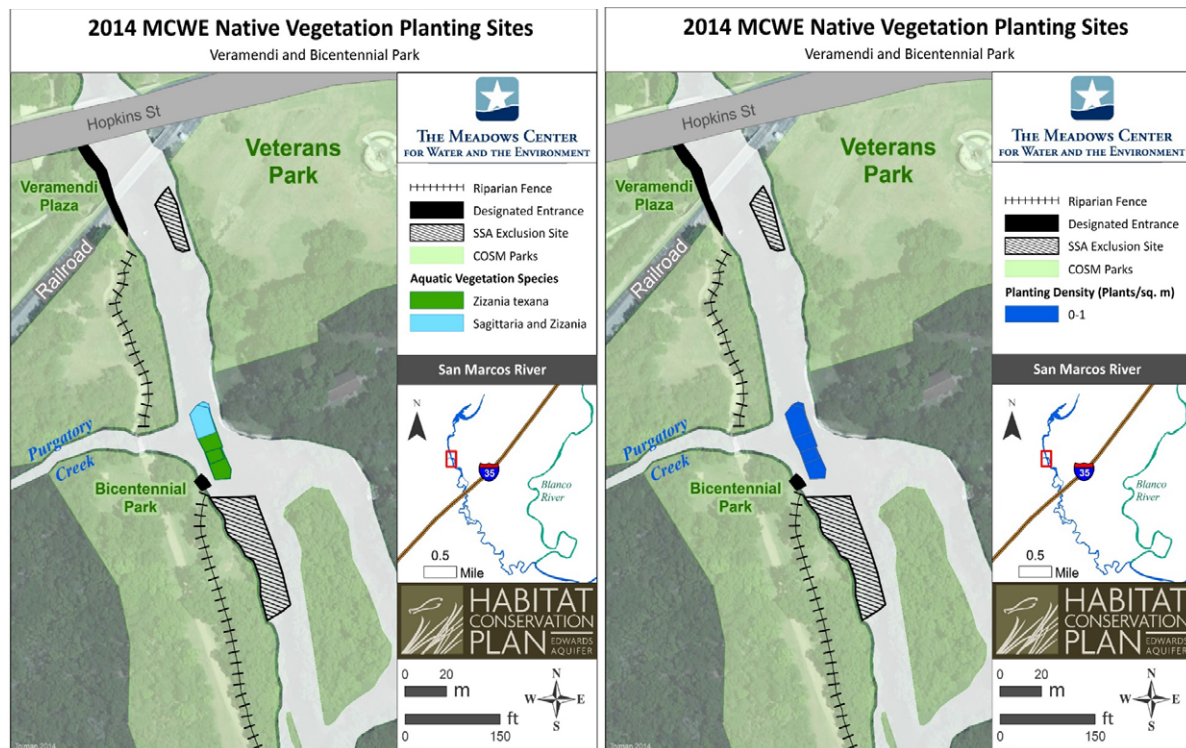 2014 MCWE Native Vegetation Planting Sites
Veramendi and Bicentennial Park
Hopkins St
Veterans
Park
Veramendi
Plaza
Railroad
Purgatory
Creek
Bicentennial
Park
THE MEADOWS CENTER
FOR WATER AND THE ENVIRONMENT
Riparian Fence
Designated Entrance
SSA Exclusion Site
COSM Parks
Aquatic Vegetation Species
Zizania texana
Sagittaria and Zizania
San Marcos River
N
35
Blanco
River
0.5
Mile
HABITAT
CONSERVATION
PLAN
EDWARDS
AQUIFER
0 20
m
0 150
ft
N
W E
S
2014 MCWE Native Vegetation Planting Sites
Veramendi and Bicentennial Park
Hopkins St
Veterans
Park
Veramendi
Plaza
Railroad
Purgatory
Creek
Bicentennial
Park
THE MEADOWS CENTER
FOR WATER AND THE ENVIRONMENT
Riparian Fence
Designated Entrance
SSA Exclusion Site
COSM Parks
Planting Density (Plants/sq. m)
0-1
San Marcos River
N
35
Blanco
River
0.5
Mile
HABITAT
CONSERVATION
PLAN
EDWARDS
AQUIFER
0 20
m
0 150
ft
N
W E
S